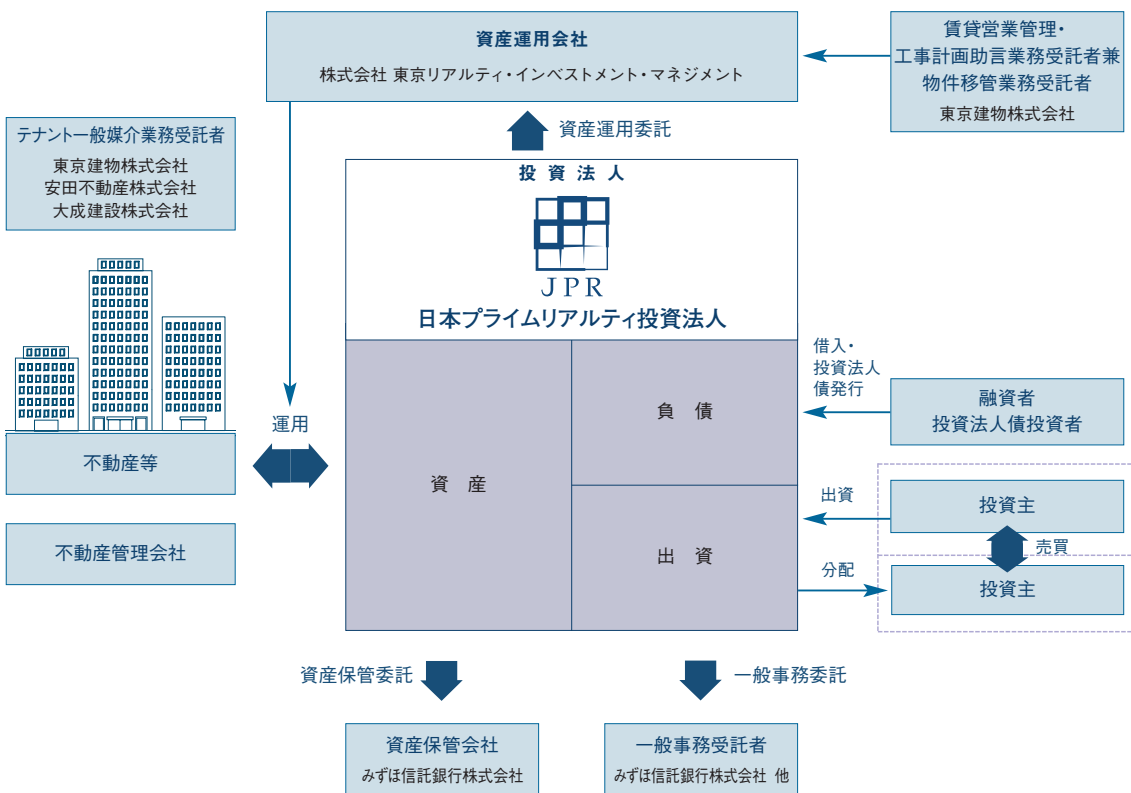 資産運用会社
株式会社 東京リアルティ・インベストメント・マネジメント
賃貸営業管理・
工事計画助言業務受託者兼
物件移管業務受託者
東京建物株式会社
テナント一般媒介業務受託者
東京建物株式会社
安田不動産株式会社
大成建設株式会社
資産運用委託
投資法人
JPR
日本プライムリアルティ投資法人
運用
不動産等
不動産管理会社
資産
負債
出資
借入・
投資法人
債発行
融資者
投資法人債投資者
出資
投資主
売買
分配
投資主
資産保管委託
一般事務委託
資産保管会社
みずほ信託銀行株式会社
一般事務受託者
みずほ信託銀行株式会社 他